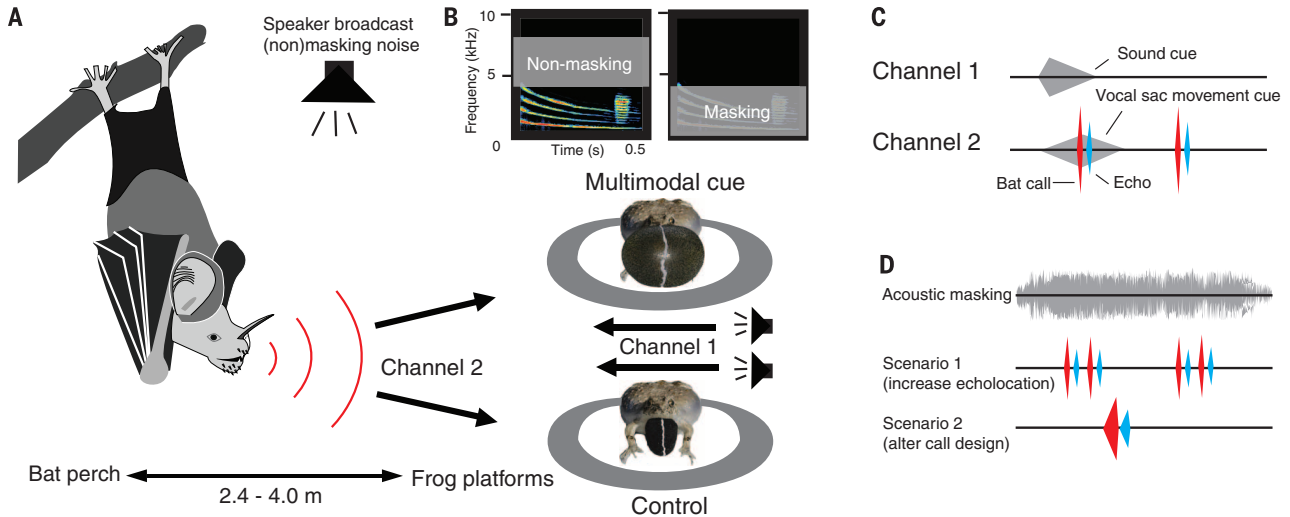 A
Speaker broadcast
(non)masking noise
Channel 2
Bat perch
2.4 - 4.0 m
Frog platforms
B
Frequency (kHz)
10
5
0
Non-masking
Masking
Time (s)
0.5
Multimodal cue
Channel 1
Control
C
Channel 1
Sound cue
Vocal sac movement cue
Channel 2
Bat call
Echo
D
Acoustic masking
Scenario 1
(increase echolocation)
Scenario 2
(alter call design)